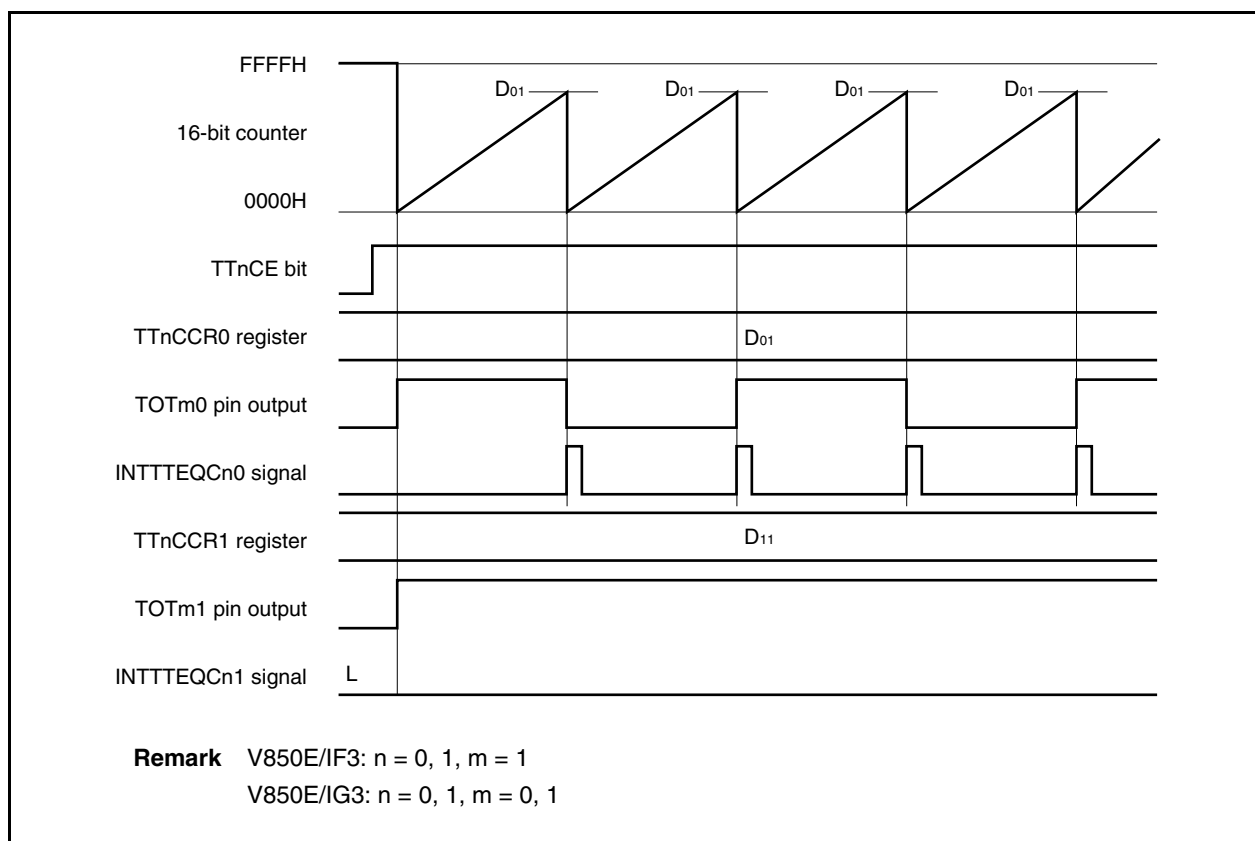 FFFFH
D01 D01 D01 D01
16-bit counter
0000H
TTnCE bit
TTnCCR0 register D01
TOTm0 pin output
INTTTEQCn0 signal
TTnCCR1 register D11
TOTm1 pin output
INTTTEQCn1 signal L
Remark V850E/IF3: n = 0, 1, m = 1
V850E/IG3: n = 0, 1, m = 0, 1